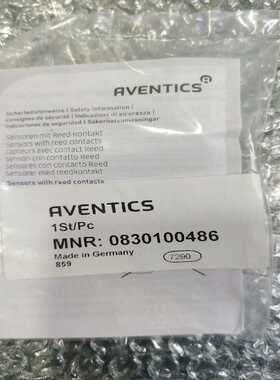 AVENTICS®
Sicherheitshinweise | Safety information |
Consignes de sécurité | Indicazioni di sicurezza |
Indicaciones de seguridad | Säkerhetsanvisningar
Sensoren mit Reed-Kontakt
Sensors with reed contacts
Capteurs avec contact Reed
Sensori con contatto Reed
Sensores con contacto Reed
Sensorer med reedkontakt
Sensors with reed contacts
AVENTICS
1St/Pc
MNR: 0830100486
Made in Germany
859
7290